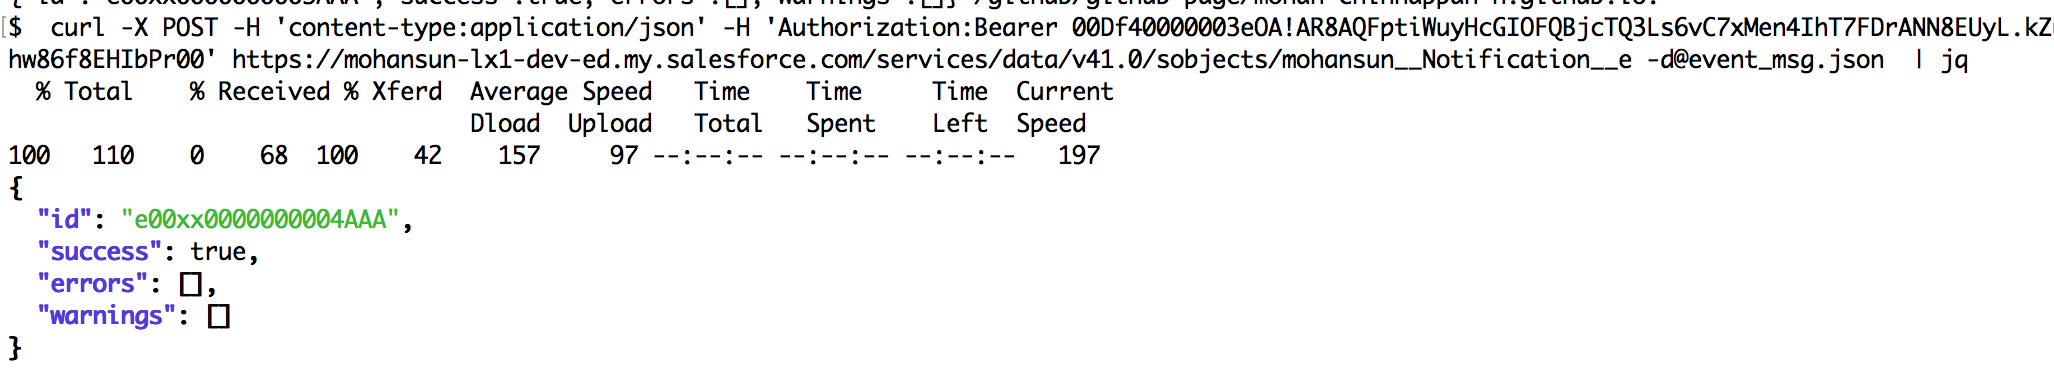 $ curl -X POST -H 'content-type:application/json' -H 'Authorization:Bearer 00Df40000003eOA!AR8AQFptiWuyHcGIOFQBjcTQ3Ls6vC7xMen4IhT7FDrANN8EUyL.kZ
hw86f8EHIbPr00' https://mohansun-lx1-dev-ed.my.salesforce.com/services/data/v41.0/sobjects/mohansun__Notification__e -d@event_msg.json | jq
% Total % Received % Xferd Average Speed Time Time Time Current
Dload Upload Total Spent Left Speed
100 110 0 68 100 42 157 97 --:--:-- --:--:-- --:--:-- 197
{
"id": "e00xx0000000004AAA",
"success": true,
"errors": [],
"warnings": []
}